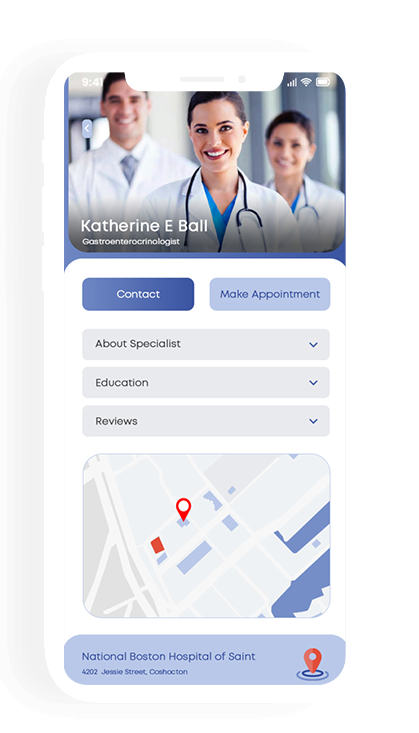 9:41
Katherine E Ball
Gastroenterocrinologist
Contact
Make Appointment
About Specialist
Education
Reviews
National Boston Hospital of Saint
4202 Jessie Street, Coshocton